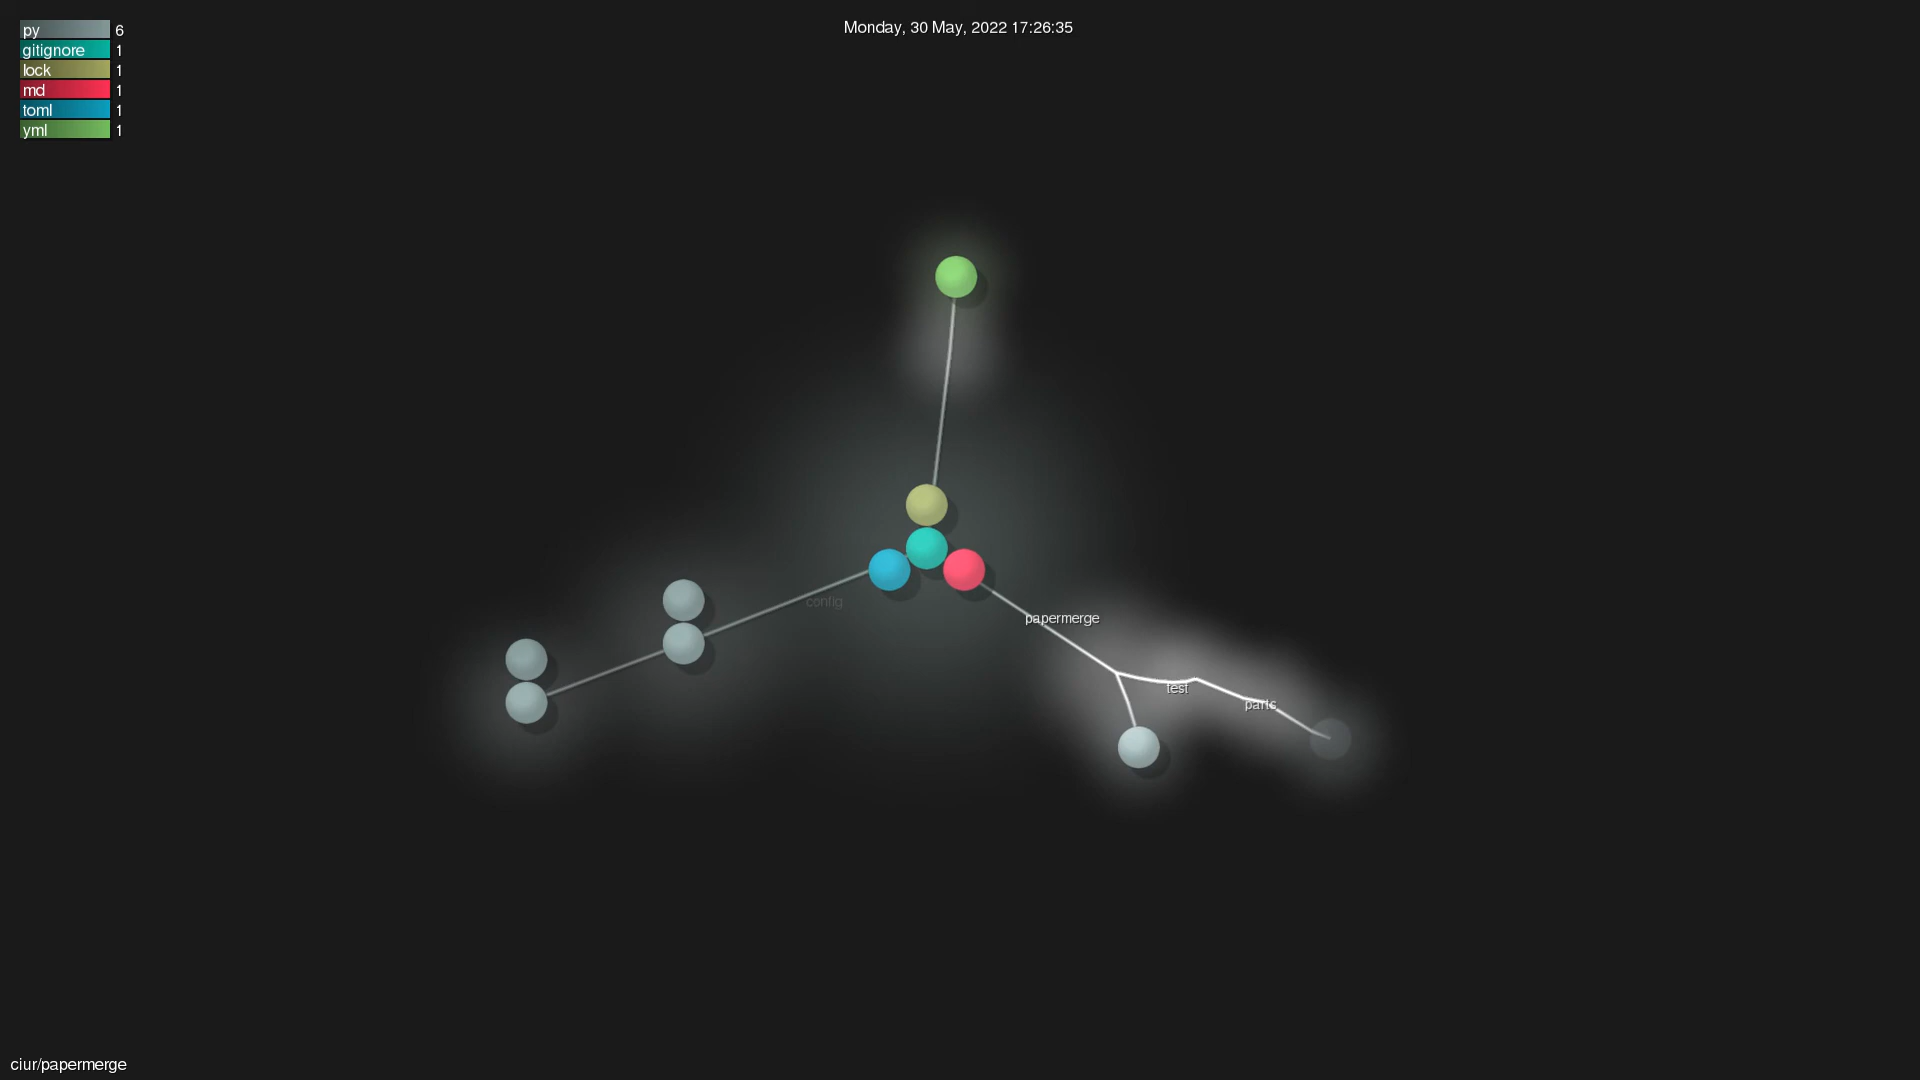 Monday, 30 May, 2022 17:26:35
py 6
gitignore 1
lock 1
md 1
toml 1
yml 1
config
papermerge
test
parts
ciur/papermerge